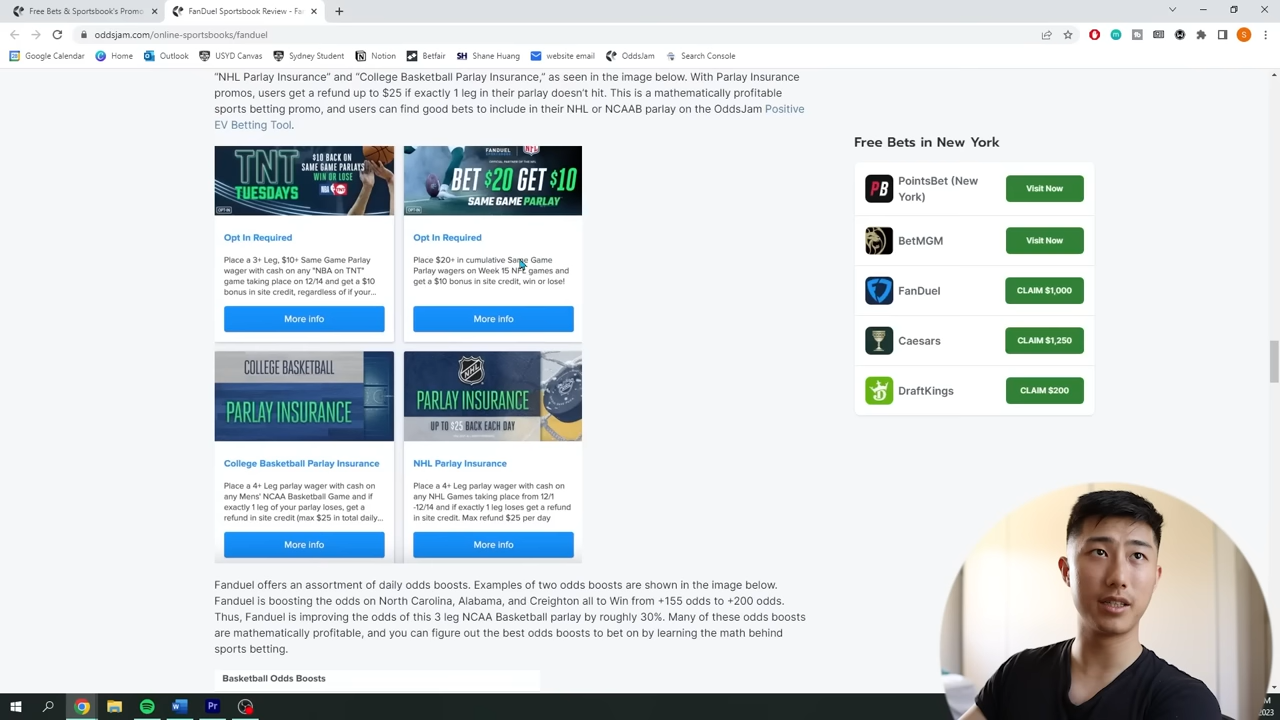 Free Bets & Sportsbook's Promo
FanDuel Sportsbook Review - Fa
oddsjam.com/online-sportsbooks/fanduel
Google Calendar
Home
Outlook
USYD Canvas
Sydney Student
Notion
Betfair
SH Shane Huang
website email
OddsJam
Search Console
"NHL Parlay Insurance" and "College Basketball Parlay Insurance," as seen in the image below. With Parlay Insurance
promos, users get a refund up to $25 if exactly 1 leg in their parlay doesn't hit. This is a mathematically profitable
sports betting promo, and users can find good bets to include in their NHL or NCAAB parlay on the OddsJam Positive
EV Betting Tool.
TNT
TUESDAYS
$10 BACK ON
SAME GAME PARLAYS
WIN OR LOSE
OPT-IN
Opt In Required
Place a 3+ Leg, $10+ Same Game Parlay
wager with cash on any "NBA on TNT"
game taking place on 12/14 and get a $10
bonus in site credit, regardless of if your...
More info
FANDUEL
NFL
BET $20 GET $10
SAME GAME PARLAY
OPT-IN
Opt In Required
Place $20+ in cumulative Same Game
Parlay wagers on Week 15 NFL games and
get a $10 bonus in site credit, win or lose!
More info
COLLEGE BASKETBALL
PARLAY INSURANCE
College Basketball Parlay Insurance
Place a 4+ Leg parlay wager with cash on
any Mens' NCAA Basketball Game and if
exactly 1 leg of your parlay loses, get a
refund in site credit (max $25 in total daily...
More info
NHL
PARLAY INSURANCE
UP TO $25 BACK EACH DAY
NHL Parlay Insurance
Place a 4+ Leg parlay wager with cash on
any NHL Games taking place from 12/1
-12/14 and if exactly 1 leg loses get a refund
in site credit. Max refund $25 per day
More info
Fanduel offers an assortment of daily odds boosts. Examples of two odds boosts are shown in the image below.
Fanduel is boosting the odds on North Carolina, Alabama, and Creighton all to Win from +155 odds to +200 odds.
Thus, Fanduel is improving the odds of this 3 leg NCAA Basketball parlay by roughly 30%. Many of these odds boosts
are mathematically profitable, and you can figure out the best odds boosts to bet on by learning the math behind
sports betting.
Basketball Odds Boosts
Free Bets in New York
PB
PointsBet (New
York)
Visit Now
BetMGM
Visit Now
FanDuel
CLAIM $1,000
Caesars
CLAIM $1,250
DraftKings
CLAIM $200
S
M
2023